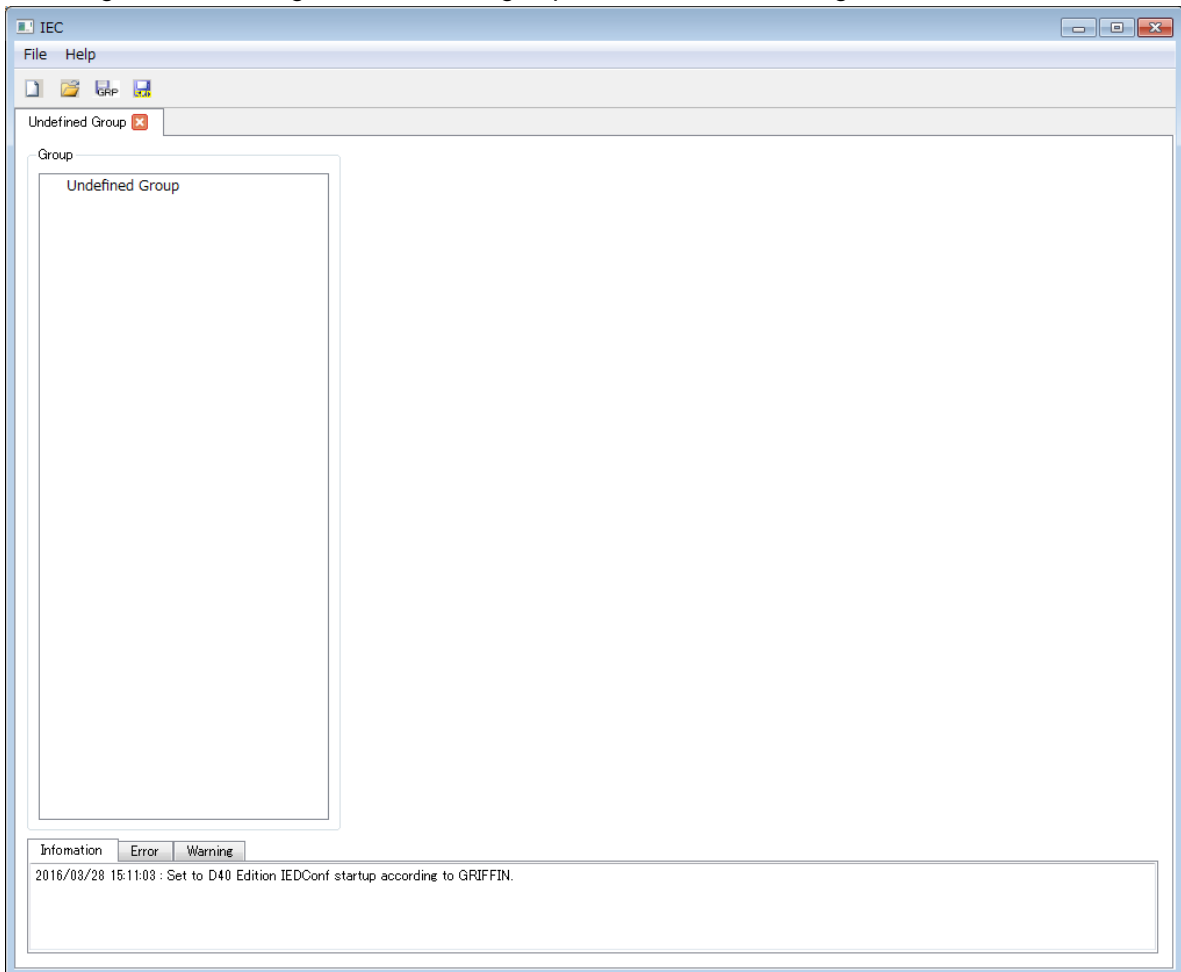 IEC
File Help
GRP
Undefined Group
Group
Undefined Group
Infomation Error Warning
2016/03/28 15:11:03 : Set to D40 Edition IEDConf startup according to GRIFFIN.